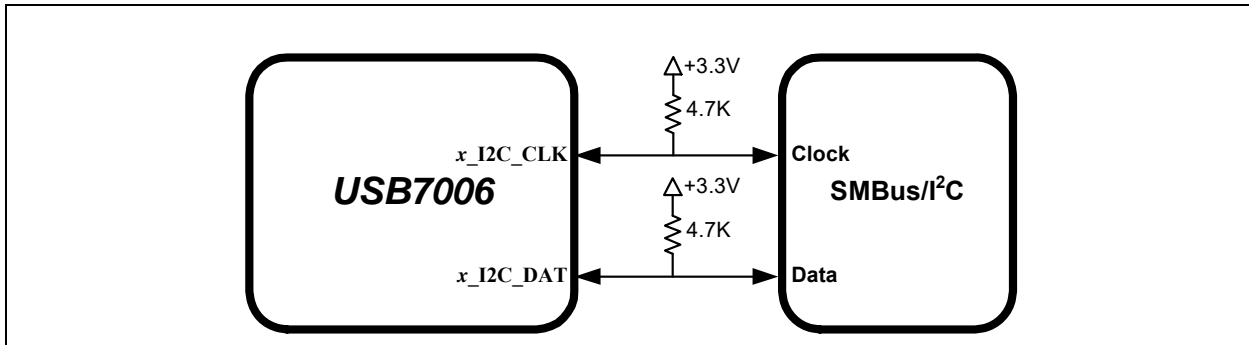 +3.3V
4.7K
x_I2C_CLK
Clock
USB7006
+3.3V
SMBus/I²C
4.7K
x_I2C_DAT
Data